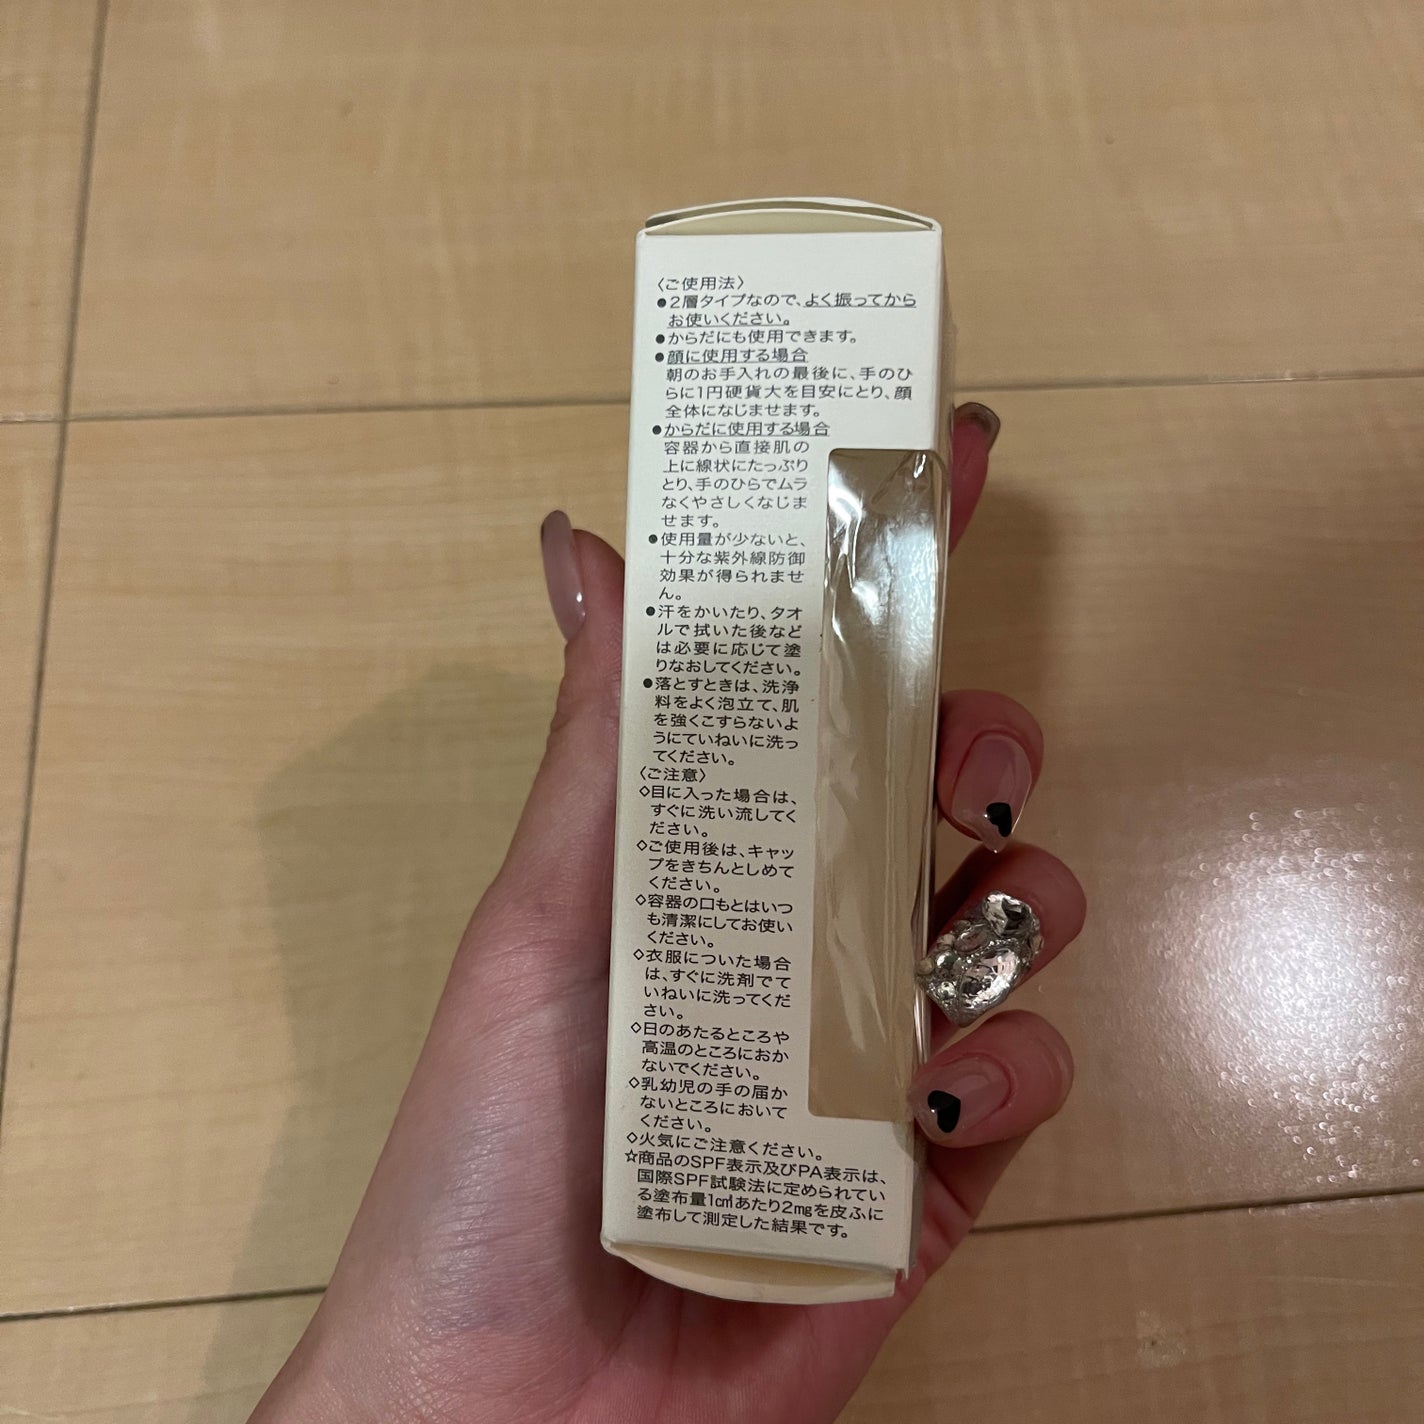 〈ご使用法〉
●2層タイプなので、よく振ってから
お使いください。
●からだにも使用できます。
●顔に使用する場合
朝のお手入れの最後に、手のひ
らに1円硬貨大を目安にとり、顔
全体になじませます。
●からだに使用する場合
容器から直接肌の
上に線状にたっぷり
とり、手のひらでムラ
なくやさしくなじま
せます。
●使用量が少ないと、
十分な紫外線防御
効果が得られませ
ん。
●汗をかいたり、タオ
ルで拭いた後など
は必要に応じて塗
りなおしてください。
●落とすときは、洗浄
料をよく泡立て、肌
を強くこすらないよ
うにていねいに洗っ
てください。
〈ご注意〉
◇目に入った場合は、
すぐに洗い流してく
ださい。
◇ご使用後は、キャッ
プをきちんとしめて
ください。
◇容器の口もとはいつ
も清潔にしてお使い
ください。
◇衣服についた場合
は、すぐに洗剤でて
いねいに洗ってくだ
さい。
◇日のあたるところや
高温のところにおか
ないでください。
◇乳幼児の手の届か
ないところにおいて
ください。
◇火気にご注意ください。
☆商品のSPF表示及びPA表示は、
国際SPF試験法に定められてい
る塗布量1c㎡あたり2㎎を皮ふに
塗布して測定した結果です。